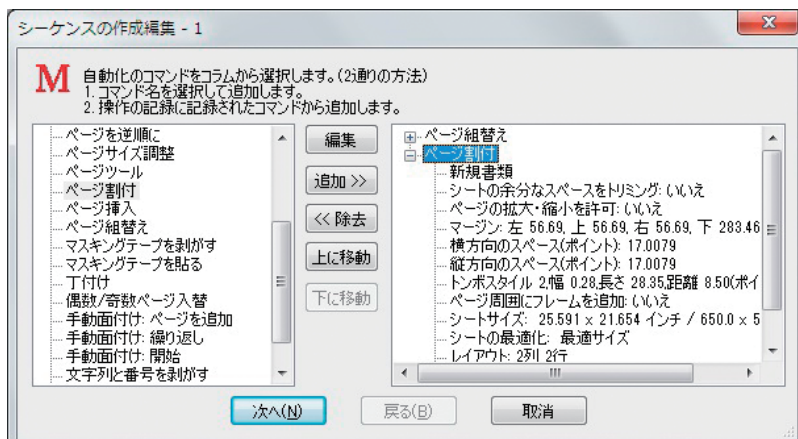 シーケンスの作成編集 - 1
M
自動化のコマンドをコラムから選択します。(2通りの方法)
1. コマンド名を選択して追加します。
2. 操作の記録に記録されたコマンドから追加します。
ページを逆順に
ページサイズ調整
ページツール
ページ割付
ページ挿入
ページ組替え
マスキングテープを剥がす
マスキングテープを貼る
丁付け
偶数/奇数ページ入替
手動面付け: ページを追加
手動面付け: 繰り返し
手動面付け: 開始
文字列と番号を剥がす
編集
追加 >>
<< 除去
上に移動
下に移動
ページ組替え
ページ割付
新規書類
シートの余分なスペースをトリミング: いいえ
ページの拡大・縮小を許可: いいえ
マージン: 左 56.69, 上 56.69, 右 56.69, 下 283.46
横方向のスペース(ポイント): 17.0079
縦方向のスペース(ポイント): 17.0079
トンボスタイル 2,幅 0.28,長さ 28.35,距離 8.50(ポイ
ページ周囲にフレームを追加: いいえ
シートサイズ: 25.591 x 21.654 インチ / 650.0 x 5
シートの最適化: 最適サイズ
レイアウト: 2列 2行
次へ(N)
戻る(B)
取消